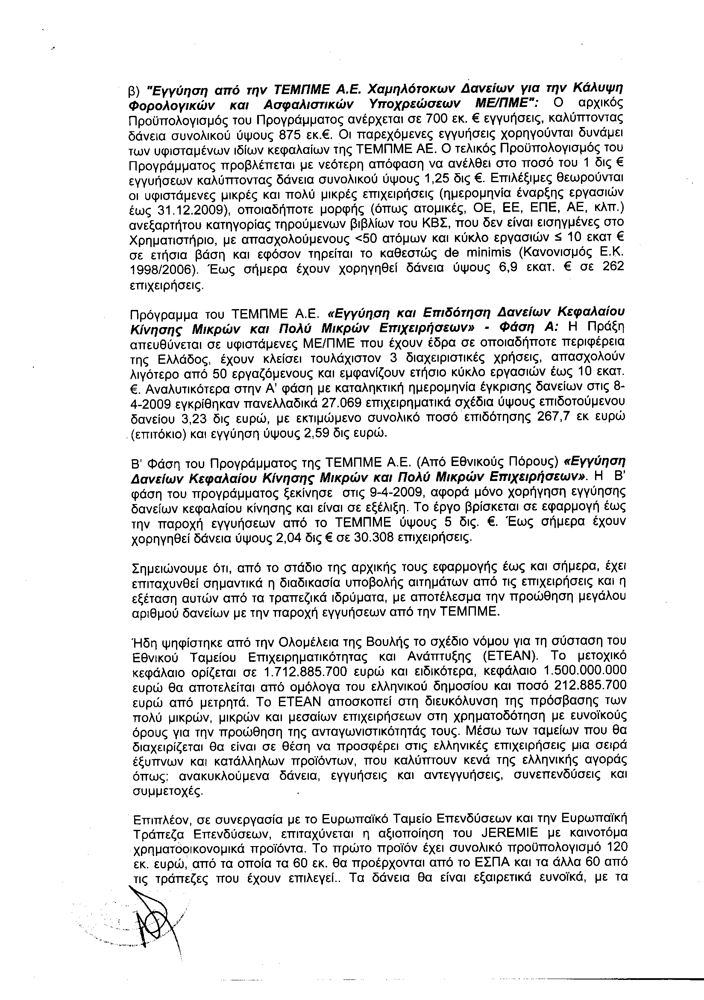 β) "Εγγύηση από την ΤΕΜΠΜΕ Α.Ε. Χαμηλότοκων Δανείων για την Κάλυψη
Φορολογικών και Ασφαλιστικών Υποχρεώσεων ΜΕ/ΠΜΕ": Ο αρχικός
Προϋπολογισμός του Προγράμματος ανέρχεται σε 700 εκ. € εγγυήσεις, καλύπτοντας
δάνεια συνολικού ύψους 875 εκ.€. Οι παρεχόμενες εγγυήσεις χορηγούνται δυνάμει
των υφισταμένων ιδίων κεφαλαίων της ΤΕΜΠΜΕ ΑΕ. Ο τελικός Προϋπολογισμός του
Προγράμματος προβλέπεται με νεότερη απόφαση να ανέλθει στο ποσό του 1 δις €
εγγυήσεων καλύπτοντας δάνεια συνολικού ύψους 1,25 δις €. Επιλέξιμες θεωρούνται
οι υφιστάμενες μικρές και πολύ μικρές επιχειρήσεις (ημερομηνία έναρξης εργασιών
έως 31.12.2009), οποιαδήποτε μορφής (όπως ατομικές, ΟΕ, ΕΕ, ΕΠΕ, ΑΕ, κλπ.)
ανεξαρτήτου κατηγορίας τηρούμενων βιβλίων του ΚΒΣ, που δεν είναι εισηγμένες στο
Χρηματιστήριο, με απασχολούμενους <50 ατόμων και κύκλο εργασιών ≤ 10 εκατ €
σε ετήσια βάση και εφόσον τηρείται το καθεστώς de minimis (Κανονισμός Ε.Κ.
1998/2006). Έως σήμερα έχουν χορηγηθεί δάνεια ύψους 6,9 εκατ. € σε 262
επιχειρήσεις.
Πρόγραμμα του ΤΕΜΠΜΕ Α.Ε. «Εγγύηση και Επιδότηση Δανείων Κεφαλαίου
Κίνησης Μικρών και Πολύ Μικρών Επιχειρήσεων» - Φάση Α: Η Πράξη
απευθύνεται σε υφιστάμενες ΜΕ/ΠΜΕ που έχουν έδρα σε οποιαδήποτε περιφέρεια
της Ελλάδος, έχουν κλείσει τουλάχιστον 3 διαχειριστικές χρήσεις, απασχολούν
λιγότερο από 50 εργαζόμενους και εμφανίζουν ετήσιο κύκλο εργασιών έως 10 εκατ.
€. Αναλυτικότερα στην Α' φάση με καταληκτική ημερομηνία έγκρισης δανείων στις 8-
4-2009 εγκρίθηκαν πανελλαδικά 27.069 επιχειρηματικά σχέδια ύψους επιδοτούμενου
δανείου 3,23 δις ευρώ, με εκτιμώμενο συνολικό ποσό επιδότησης 267,7 εκ ευρώ
(επιτόκιο) και εγγύηση ύψους 2,59 δις ευρώ.
Β' Φάση του Προγράμματος της ΤΕΜΠΜΕ Α.Ε. (Από Εθνικούς Πόρους) «Εγγύηση
Δανείων Κεφαλαίου Κίνησης Μικρών και Πολύ Μικρών Επιχειρήσεων». Η Β'
φάση του προγράμματος ξεκίνησε στις 9-4-2009, αφορά μόνο χορήγηση εγγύησης
δανείων κεφαλαίου κίνησης και είναι σε εξέλιξη. Το έργο βρίσκεται σε εφαρμογή έως
την παροχή εγγυήσεων από το ΤΕΜΠΜΕ ύψους 5 δις. €. Έως σήμερα έχουν
χορηγηθεί δάνεια ύψους 2,04 δις € σε 30.308 επιχειρήσεις.
Σημειώνουμε ότι, από το στάδιο της αρχικής τους εφαρμογής έως και σήμερα, έχει
επιταχυνθεί σημαντικά η διαδικασία υποβολής αιτημάτων από τις επιχειρήσεις και η
εξέταση αυτών από τα τραπεζικά ιδρύματα, με αποτέλεσμα την προώθηση μεγάλου
αριθμού δανείων με την παροχή εγγυήσεων από την ΤΕΜΠΜΕ.
Ήδη ψηφίστηκε από την Ολομέλεια της Βουλής το σχέδιο νόμου για τη σύσταση του
Εθνικού Ταμείου Επιχειρηματικότητας και Ανάπτυξης (ΕΤΕΑΝ). Το μετοχικό
κεφάλαιο ορίζεται σε 1.712.885.700 ευρώ και ειδικότερα, κεφάλαιο 1.500.000.000
ευρώ θα αποτελείται από ομόλογα του ελληνικού δημοσίου και ποσό 212.885.700
ευρώ από μετρητά. Το ΕΤΕΑΝ αποσκοπεί στη διευκόλυνση της πρόσβασης των
πολύ μικρών, μικρών και μεσαίων επιχειρήσεων στη χρηματοδότηση με ευνοϊκούς
όρους για την προώθηση της ανταγωνιστικότητάς τους. Μέσω των ταμείων που θα
διαχειρίζεται θα είναι σε θέση να προσφέρει στις ελληνικές επιχειρήσεις μια σειρά
έξυπνων και κατάλληλων προϊόντων, που καλύπτουν κενά της ελληνικής αγοράς
όπως: ανακυκλούμενα δάνεια, εγγυήσεις και αντεγγυήσεις, συνεπενδύσεις και
συμμετοχές.
Επιπλέον, σε συνεργασία με το Ευρωπαϊκό Ταμείο Επενδύσεων και την Ευρωπαϊκή
Τράπεζα Επενδύσεων, επιταχύνεται η αξιοποίηση του JEREMIE με καινοτόμα
χρηματοοικονομικά προϊόντα. Το πρώτο προϊόν έχει συνολικό προϋπολογισμό 120
εκ. ευρώ, από τα οποία τα 60 εκ. θα προέρχονται από το ΕΣΠΑ και τα άλλα 60 από
τις τράπεζες που έχουν επιλεγεί.. Τα δάνεια θα είναι εξαιρετικά ευνοϊκά, με τα